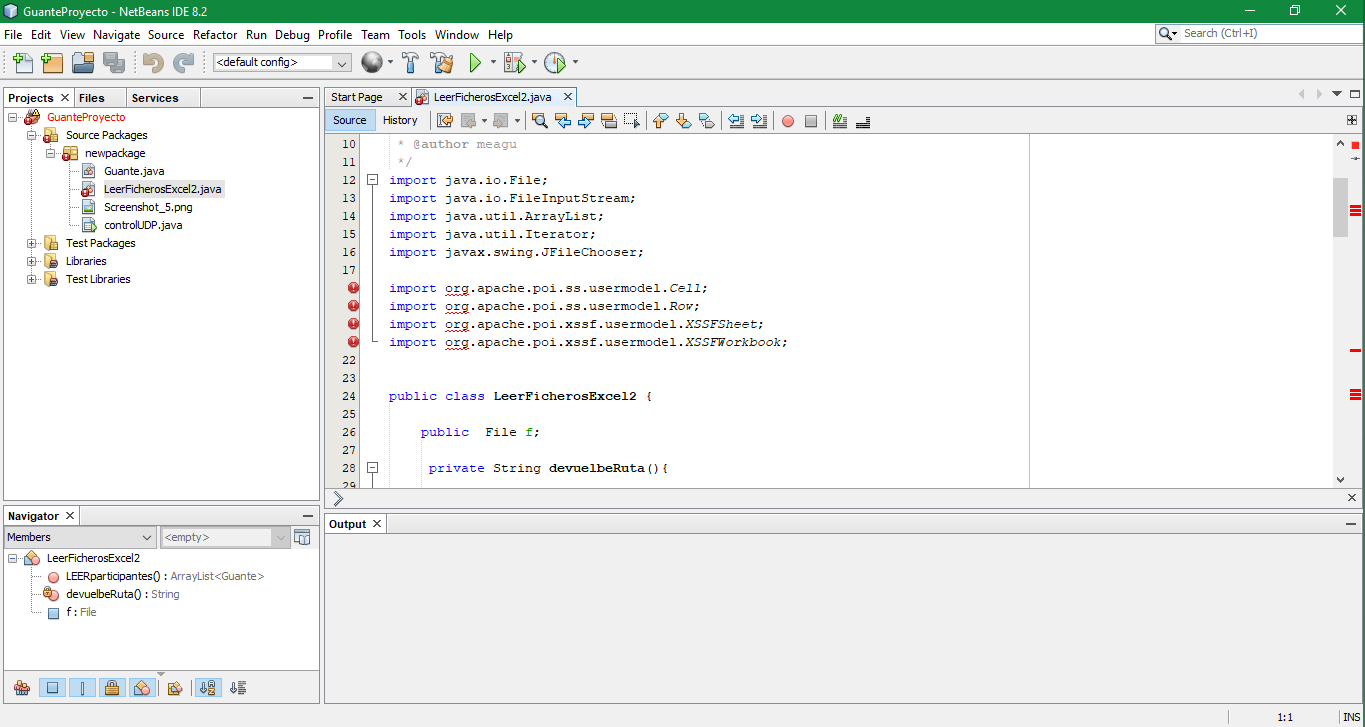 GuanteProyecto - NetBeans IDE 8.2
File Edit View Navigate Source Refactor Run Debug Profile Team Tools Window Help
Search (Ctrl+I)
<default config>
Projects Files Services
GuanteProyecto
Source Packages
newpackage
Guante.java
LeerFicherosExcel2.java
Screenshot_5.png
controlUDP.java
Test Packages
Libraries
Test Libraries
Start Page LeerFicherosExcel2.java
Source History
10 * @author meagu
11 */
12 import java.io.File;
13 import java.io.FileInputStream;
14 import java.util.ArrayList;
15 import java.util.Iterator;
16 import javax.swing.JFileChooser;
17
import org.apache.poi.ss.usermodel.Cell;
import org.apache.poi.ss.usermodel.Row;
import org.apache.poi.xssf.usermodel.XSSFSheet;
import org.apache.poi.xssf.usermodel.XSSFWorkbook;
22
23
24 public class LeerFicherosExcel2 {
25
26 public File f;
27
28 private String devuelbeRuta(){
29
Navigator
Members <empty>
LeerFicherosExcel2
LEERparticipantes() : ArrayList<Guante>
devuelbeRuta() : String
f : File
Output
1:1 INS